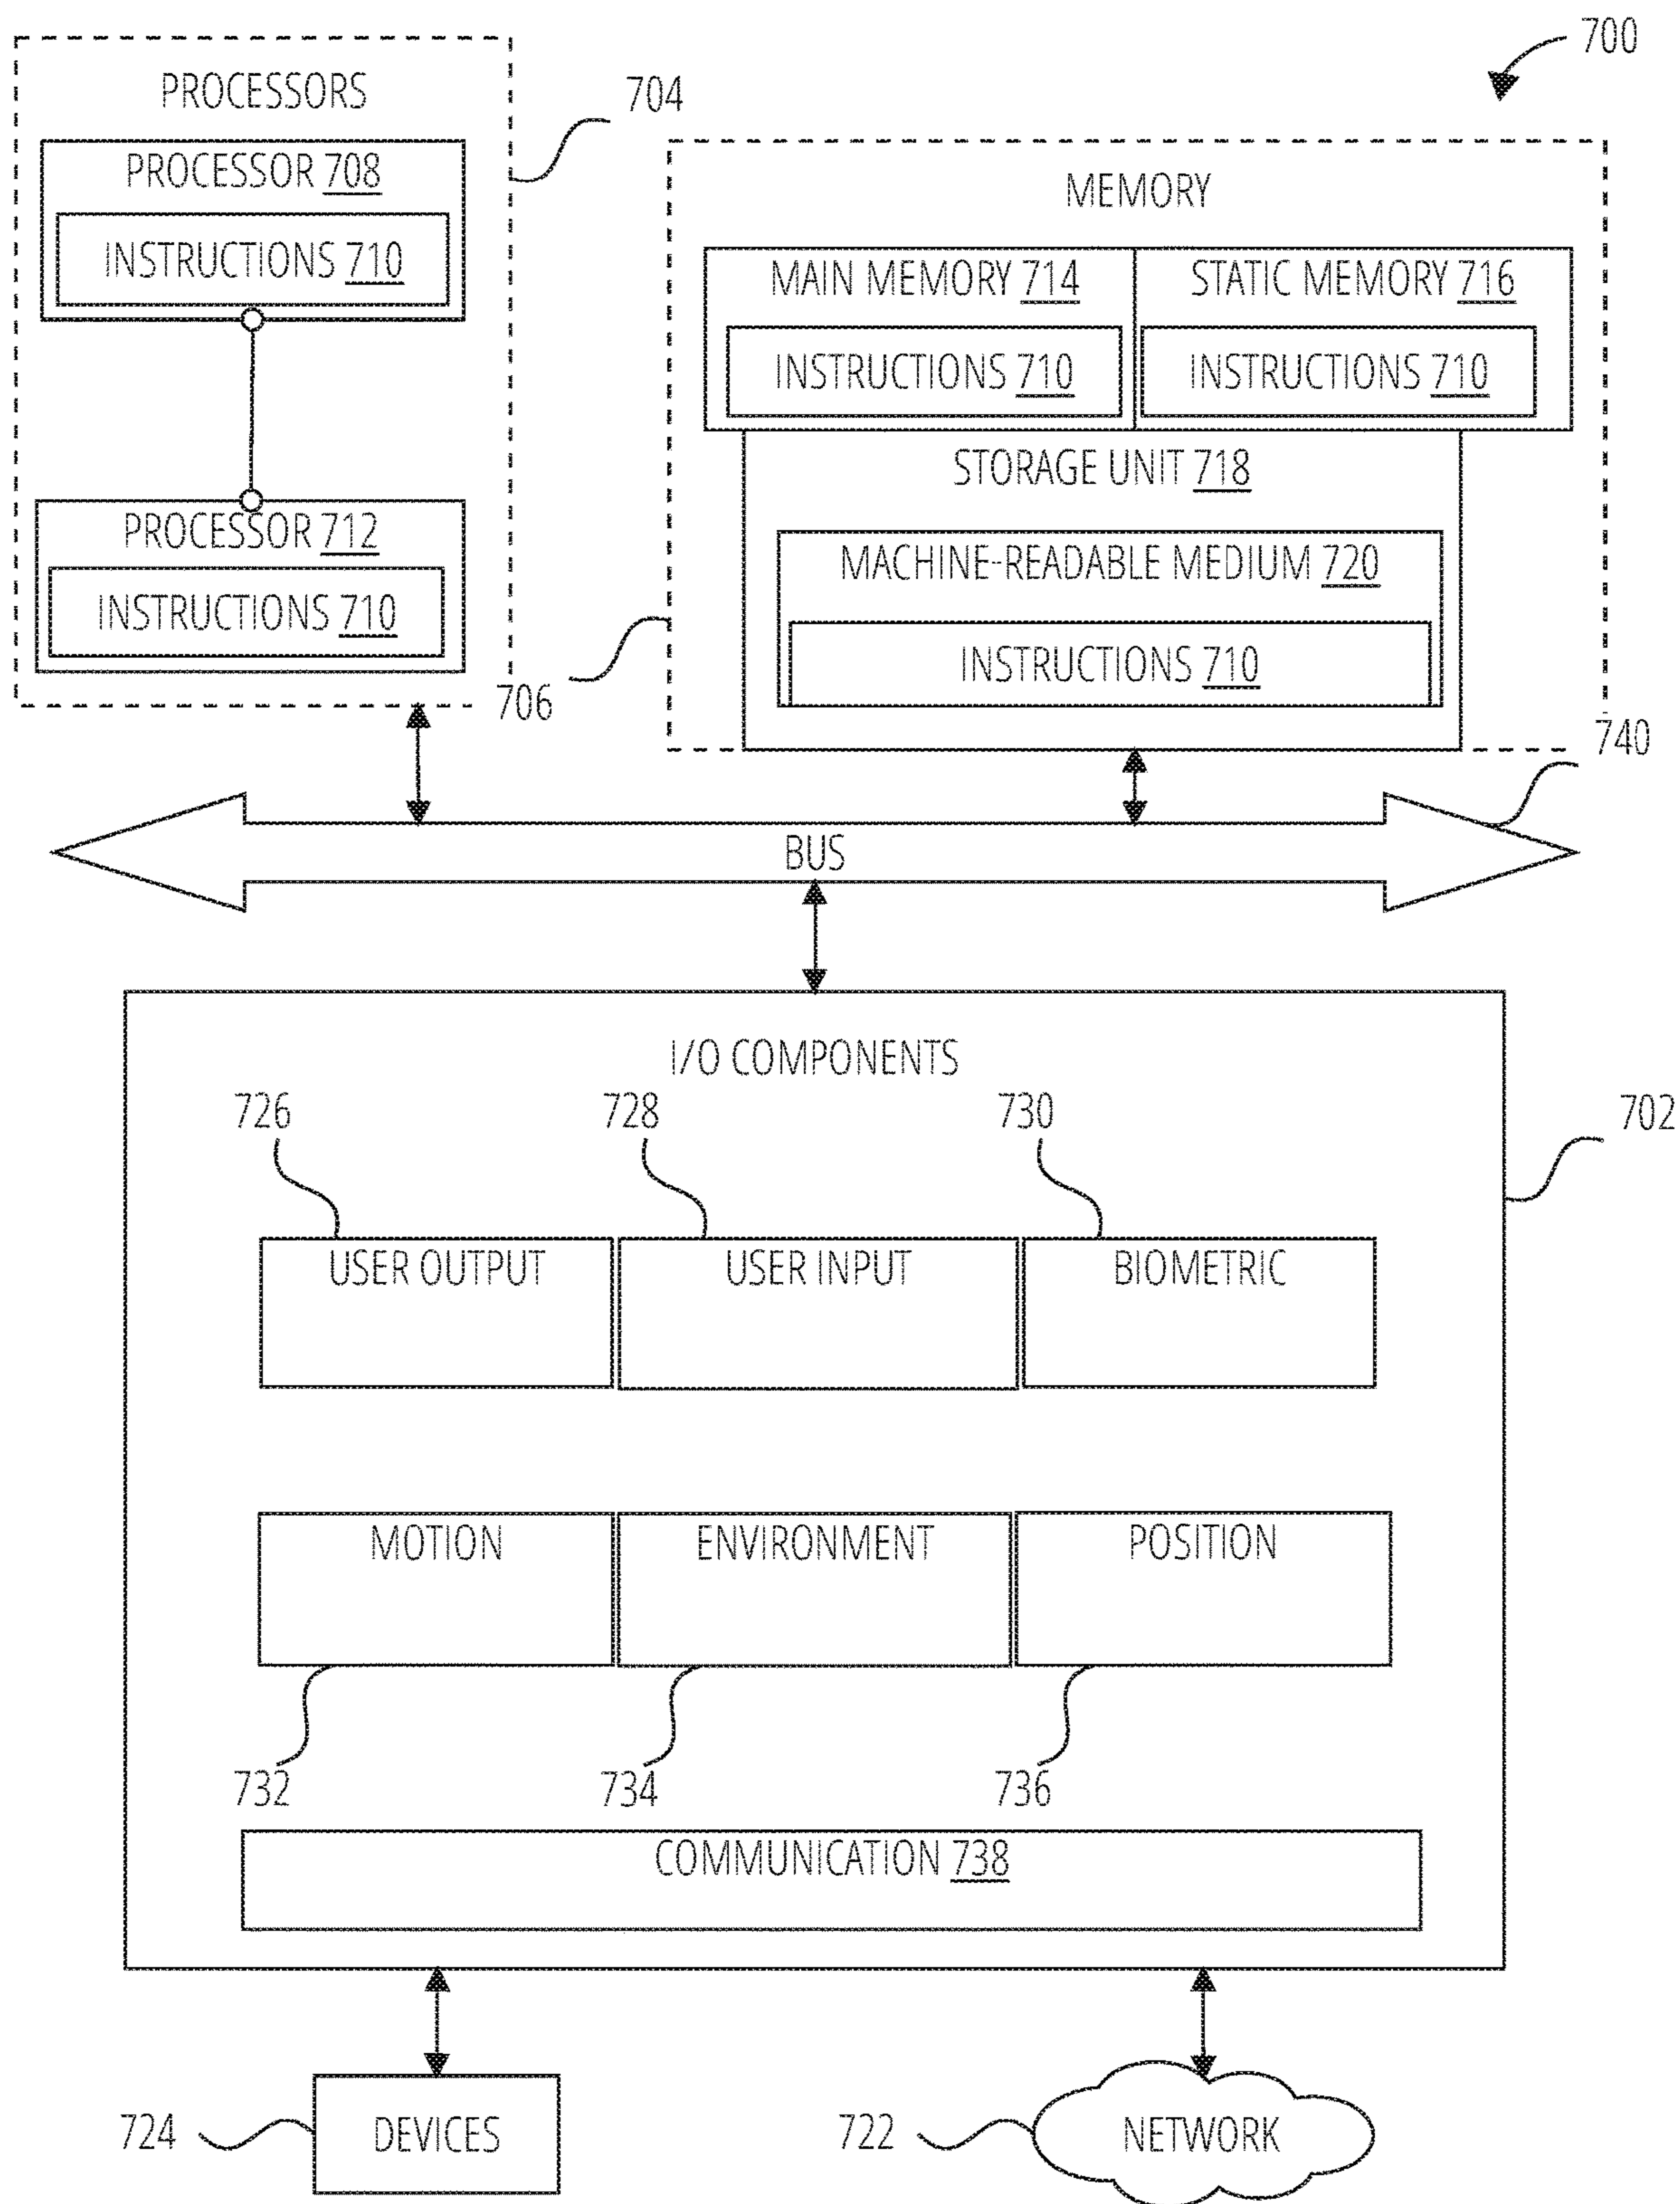 700
PROCESSORS
704
PROCESSOR 708
INSTRUCTIONS 710
PROCESSOR 712
INSTRUCTIONS 710
706
MEMORY
MAIN MEMORY 714
STATIC MEMORY 716
INSTRUCTIONS 710
INSTRUCTIONS 710
STORAGE UNIT 718
MACHINE-READABLE MEDIUM 720
INSTRUCTIONS 710
740
BUS
I/O COMPONENTS
702
726
728
730
USER OUTPUT
USER INPUT
BIOMETRIC
MOTION
ENVIRONMENT
POSITION
732
734
736
COMMUNICATION 738
724
DEVICES
722
NETWORK